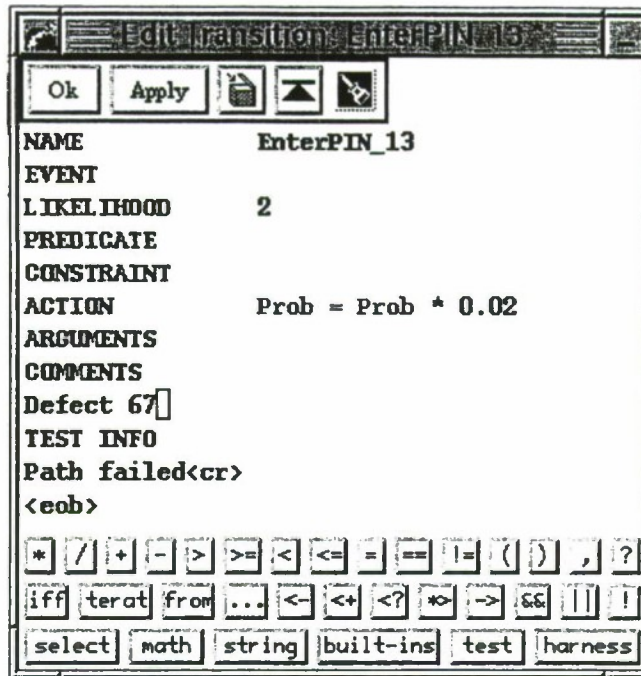 Edit Transition: EnterPIN_13
Ok Apply
NAME EnterPIN_13
EVENT
LIKELIHOOD 2
PREDICATE
CONSTRAINT
ACTION Prob = Prob * 0.02
ARGUMENTS
COMMENTS
Defect 67
TEST INFO
Path failed<cr>
<eob>
* / + - > >= < <= = == != ( ) , ?
iff terat from ... <- <+ <? *> -> && || !
select math string built-ins test harness